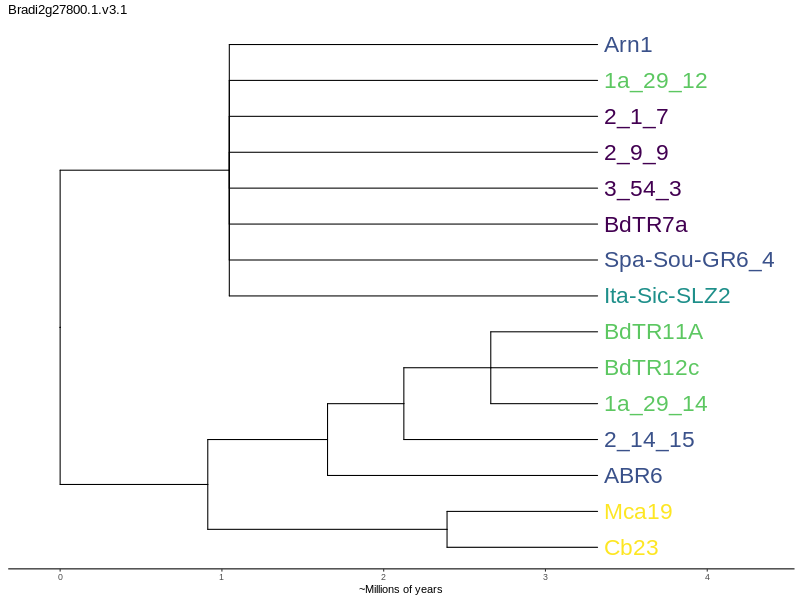 Bradi2g27800.1.v3.1
Arn1
1a_29_12
2_1_7
2_9_9
3_54_3
BdTR7a
Spa-Sou-GR6_4
Ita-Sic-SLZ2
BdTR11A
BdTR12c
1a_29_14
2_14_15
ABR6
Mca19
Cb23
0 1 2 3 4
~Millions of years